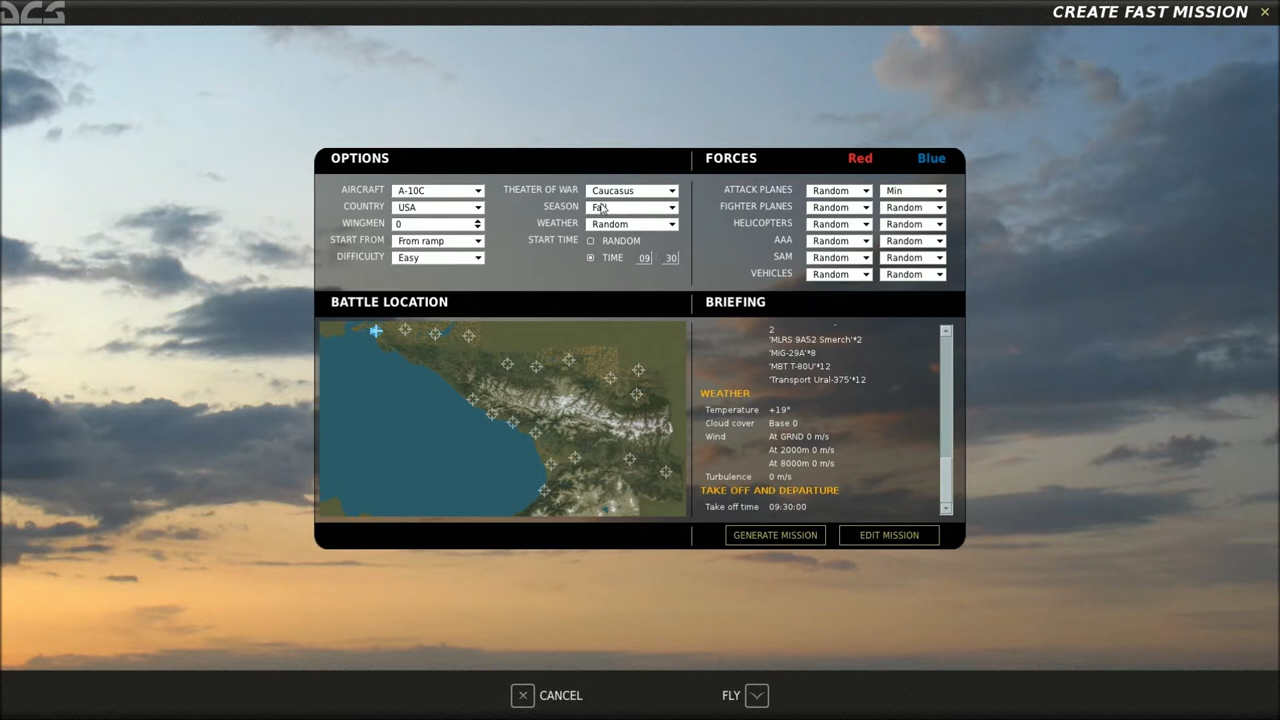 DCS
CREATE FAST MISSION
OPTIONS
AIRCRAFT A-10C
COUNTRY USA
WINGMEN 0
START FROM From ramp
DIFFICULTY Easy
THEATER OF WAR Caucasus
SEASON Fall
WEATHER Random
START TIME RANDOM
TIME 09 30
FORCES Red Blue
ATTACK PLANES Random Min
FIGHTER PLANES Random Random
HELICOPTERS Random Random
AAA Random Random
SAM Random Random
VEHICLES Random Random
BATTLE LOCATION
BRIEFING
2
'MLRS 9A52 Smerch'*2
'MiG-29A'*8
'MBT T-80U'*12
'Transport Ural-375'*12
WEATHER
Temperature +19°
Cloud cover Base 0
Wind At GRND 0 m/s
At 2000m 0 m/s
At 8000m 0 m/s
Turbulence 0 m/s
TAKE OFF AND DEPARTURE
Take off time 09:30:00
GENERATE MISSION EDIT MISSION
CANCEL FLY